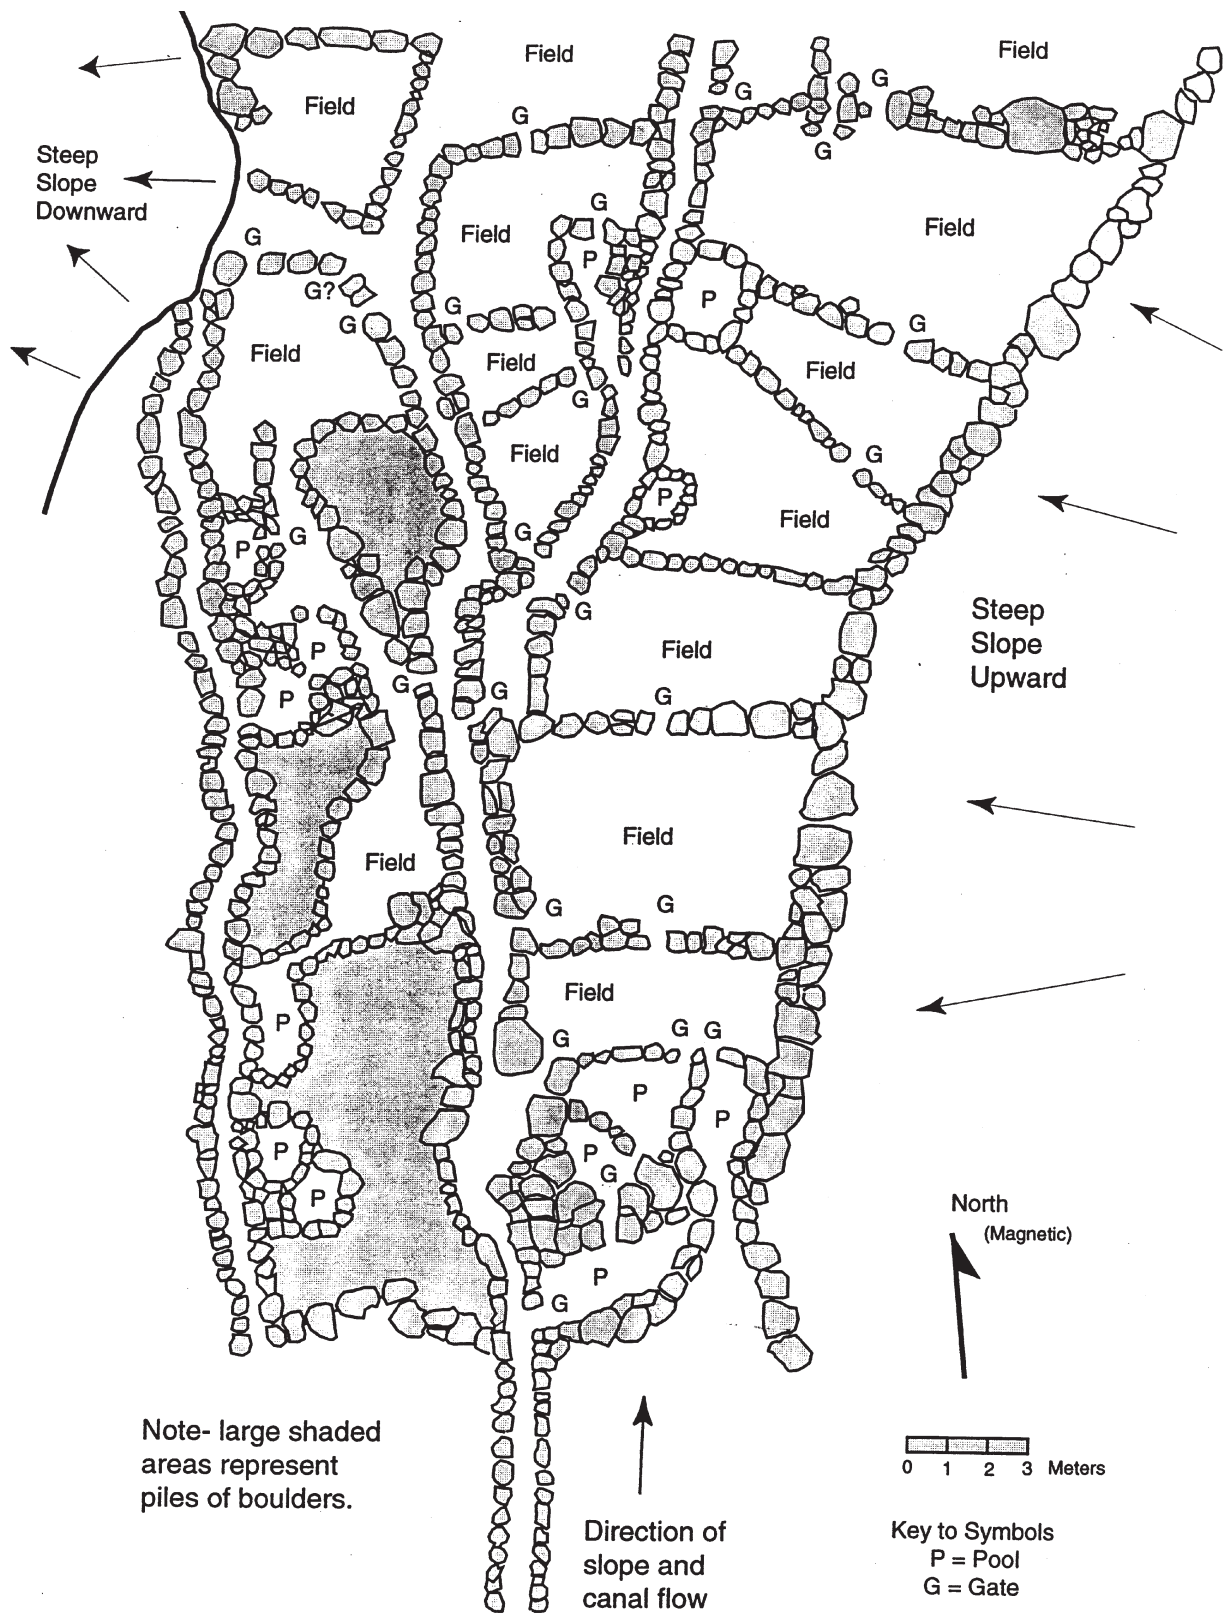 Field
Field
G
G
Field
G
G
Steep
Slope
Downward
G
Field
Field
G
P
G?
P
G
G
G
Field
Field
Field
G
Field
G
P
Field
G
G
P
G
Steep
Slope
Upward
Field
P
G
G
G
P
Field
Field
G
G
Field
P
G
G G
P
P
P
P
G
P
North
(Magnetic)
P
G
Note- large shaded
areas represent
piles of boulders.
0 1 2 3 Meters
Direction of
slope and
canal flow
Key to Symbols
P = Pool
G = Gate